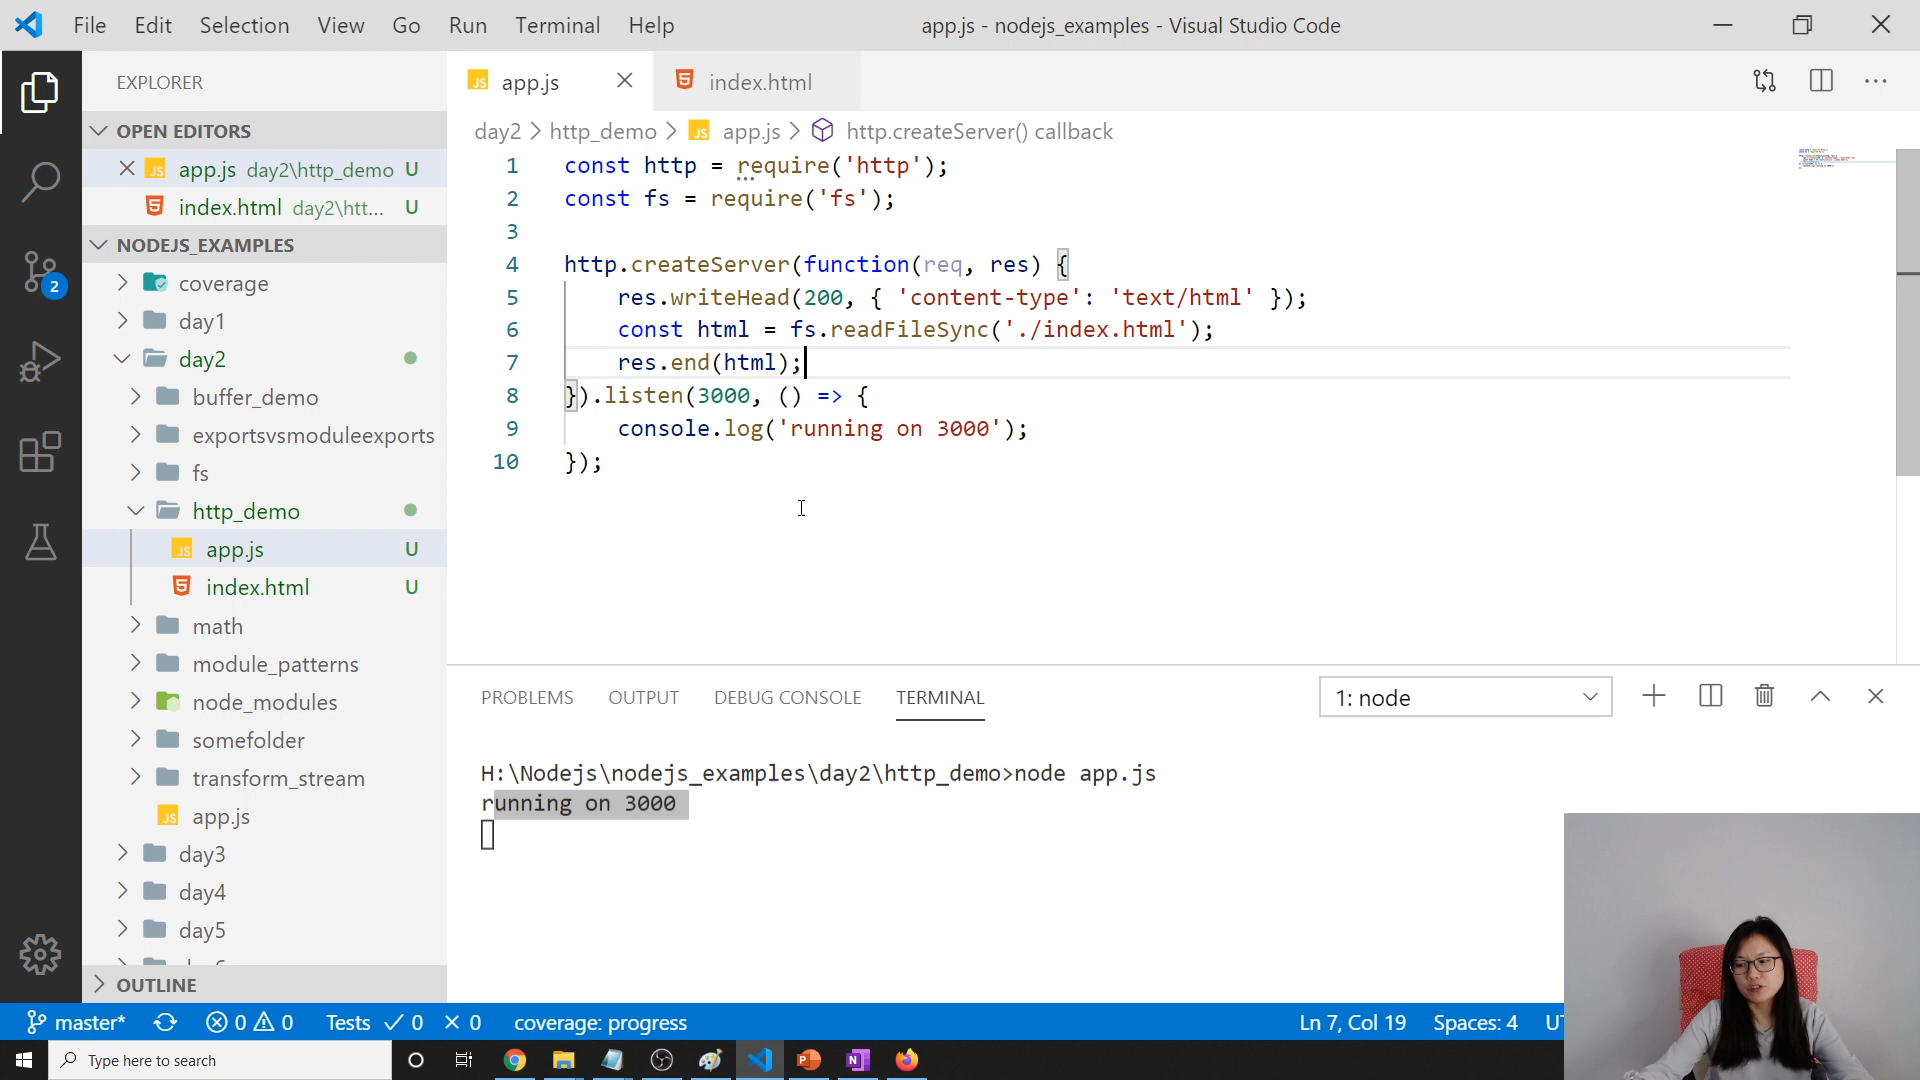 File Edit Selection View Go Run Terminal Help
app.js - nodejs_examples - Visual Studio Code
EXPLORER
OPEN EDITORS
JS app.js day2\http_demo U
index.html day2\htt... U
NODEJS_EXAMPLES
coverage
day1
day2
buffer_demo
exportsvsmoduleexports
fs
http_demo
JS app.js U
index.html U
math
module_patterns
node_modules
somefolder
transform_stream
JS app.js
day3
day4
day5
OUTLINE
2
JS app.js
index.html
day2 > http_demo > JS app.js > http.createServer() callback
1 const http = require('http');
2 const fs = require('fs');
3
4 http.createServer(function(req, res) {
5 res.writeHead(200, { 'content-type': 'text/html' });
6 const html = fs.readFileSync('./index.html');
7 res.end(html);
8 }).listen(3000, () => {
9 console.log('running on 3000');
10 });
PROBLEMS OUTPUT DEBUG CONSOLE TERMINAL
1: node
H:\Nodejs\nodejs_examples\day2\http_demo>node app.js
running on 3000
master* 0 0 Tests 0 0 coverage: progress
Ln 7, Col 19 Spaces: 4
Type here to search